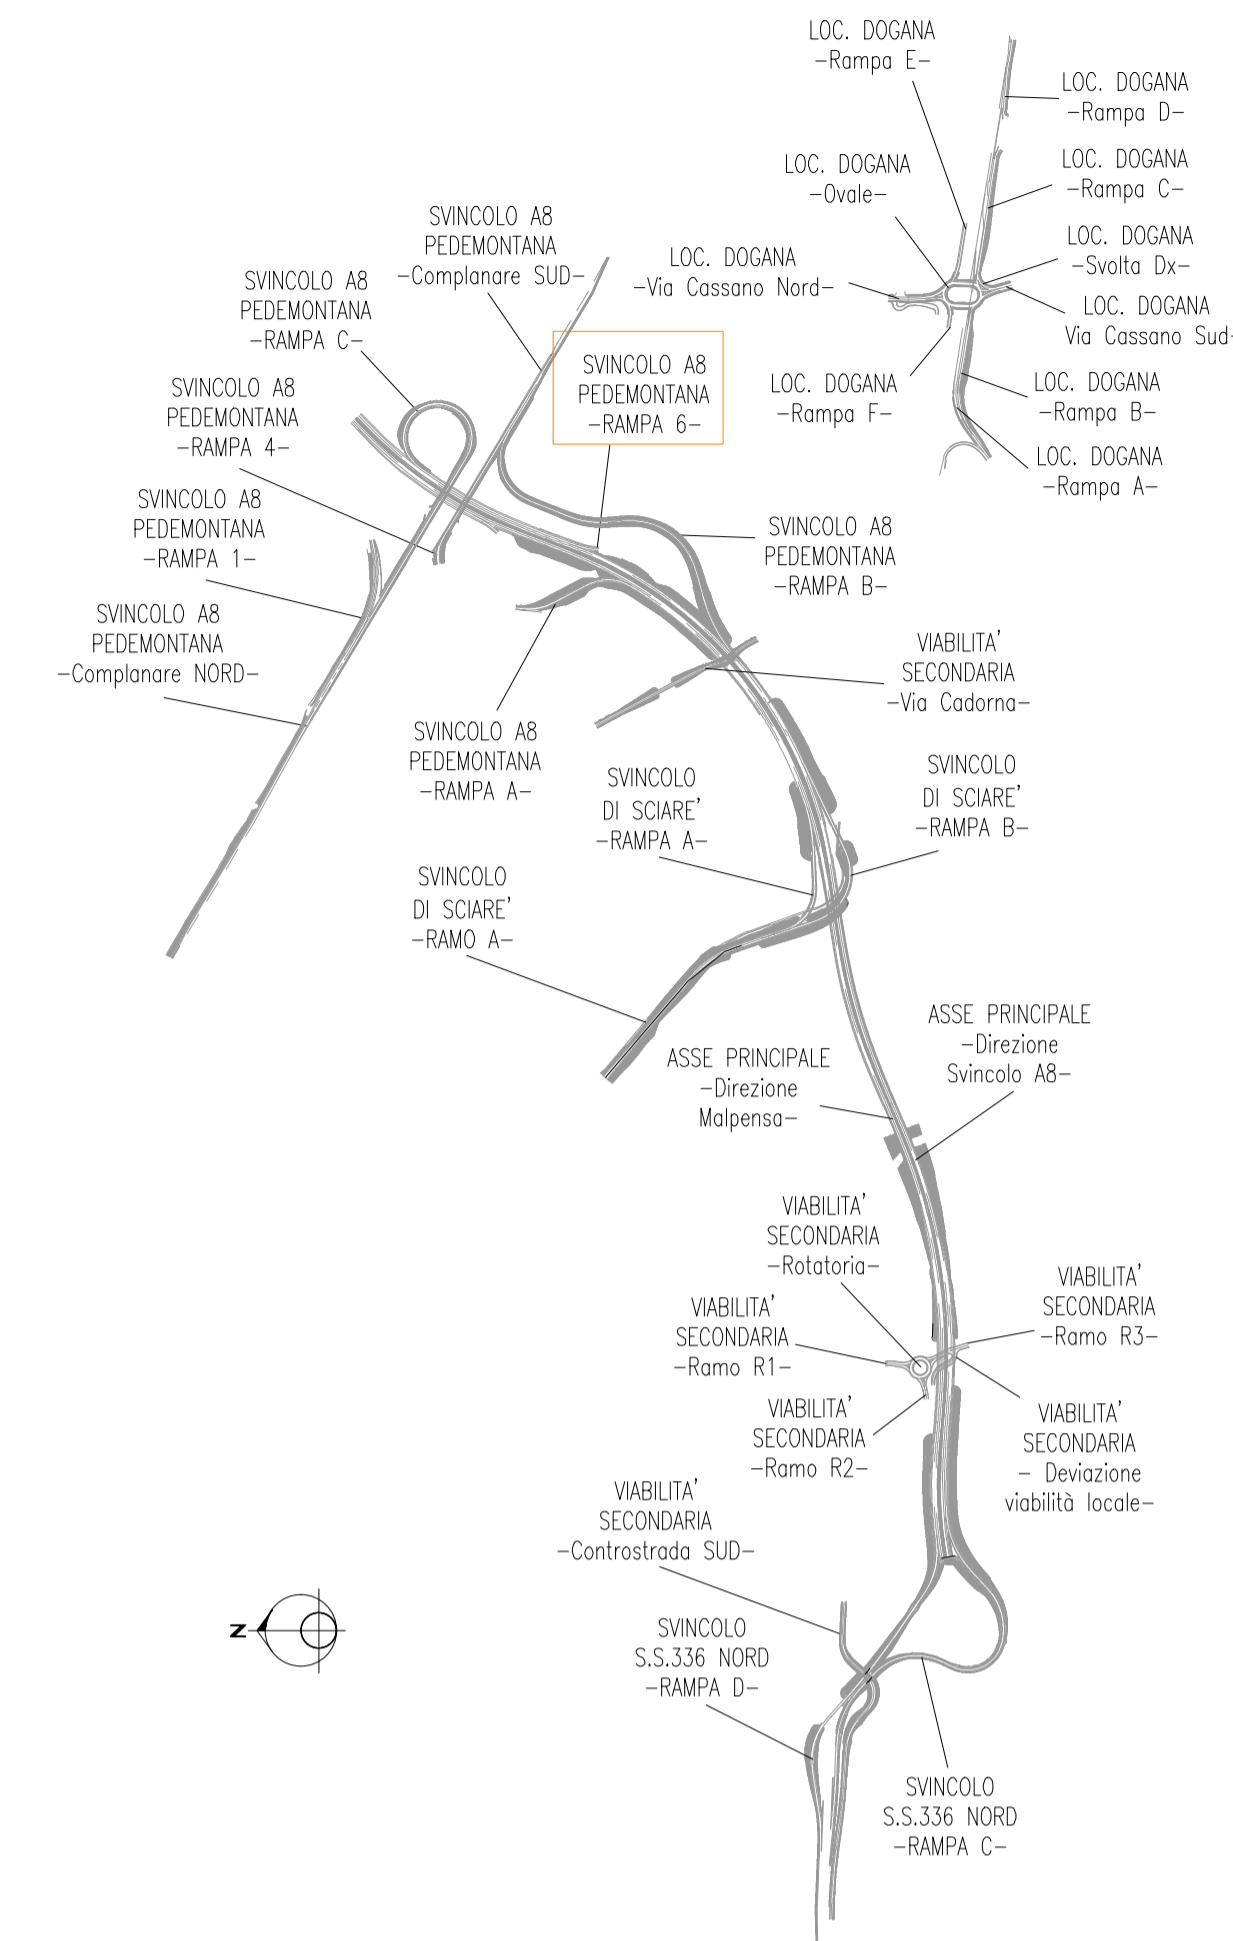 LOC. DOGANA
-Rampa E-
LOC. DOGANA
-Rampa D-
LOC. DOGANA
-Ovale-
LOC. DOGANA
-Rampa C-
SVINCOLO A8
PEDEMONTANA
-Complanare SUD-
LOC. DOGANA
-Svolta Dx-
LOC. DOGANA
-Via Cassano Nord-
SVINCOLO A8
PEDEMONTANA
-RAMPA C-
LOC. DOGANA
Via Cassano Sud-
SVINCOLO A8
PEDEMONTANA
-RAMPA 6-
SVINCOLO A8
PEDEMONTANA
-RAMPA 4-
LOC. DOGANA
-Rampa F-
LOC. DOGANA
-Rampa B-
LOC. DOGANA
-Rampa A-
SVINCOLO A8
PEDEMONTANA
-RAMPA 1-
SVINCOLO A8
PEDEMONTANA
-RAMPA B-
SVINCOLO A8
PEDEMONTANA
-Complanare NORD-
VIABILITA'
SECONDARIA
-Via Cadorna-
SVINCOLO A8
PEDEMONTANA
-RAMPA A-
SVINCOLO
DI SCIARE'
-RAMPA A-
SVINCOLO
DI SCIARE'
-RAMPA B-
SVINCOLO
DI SCIARE'
-RAMO A-
ASSE PRINCIPALE
-Direzione
Svincolo A8-
ASSE PRINCIPALE
-Direzione
Malpensa-
VIABILITA'
SECONDARIA
-Rotatoria-
VIABILITA'
SECONDARIA
-Ramo R3-
VIABILITA'
SECONDARIA
-Ramo R1-
VIABILITA'
SECONDARIA
-Ramo R2-
VIABILITA'
SECONDARIA
- Deviazione
viabilità locale-
VIABILITA'
SECONDARIA
-Controstrada SUD-
N
SVINCOLO
S.S.336 NORD
-RAMPA D-
SVINCOLO
S.S.336 NORD
-RAMPA C-